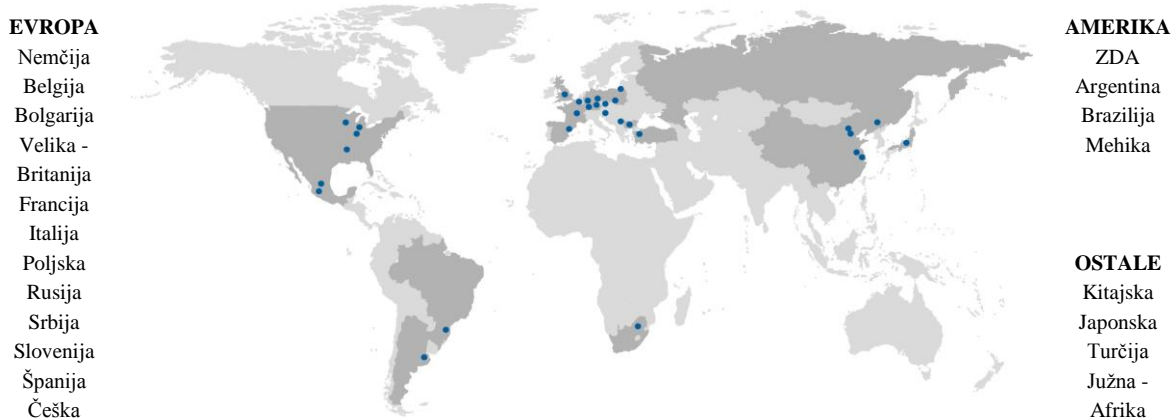 EVROPA
Nemčija
Belgija
Bolgarija
Velika -
Britanija
Francija
Italija
Poljska
Rusija
Srbija
Slovenija
Španija
Češka
AMERIKA
ZDA
Argentina
Brazilija
Mehika
OSTALE
Kitajska
Japonska
Turčija
Južna -
Afrika